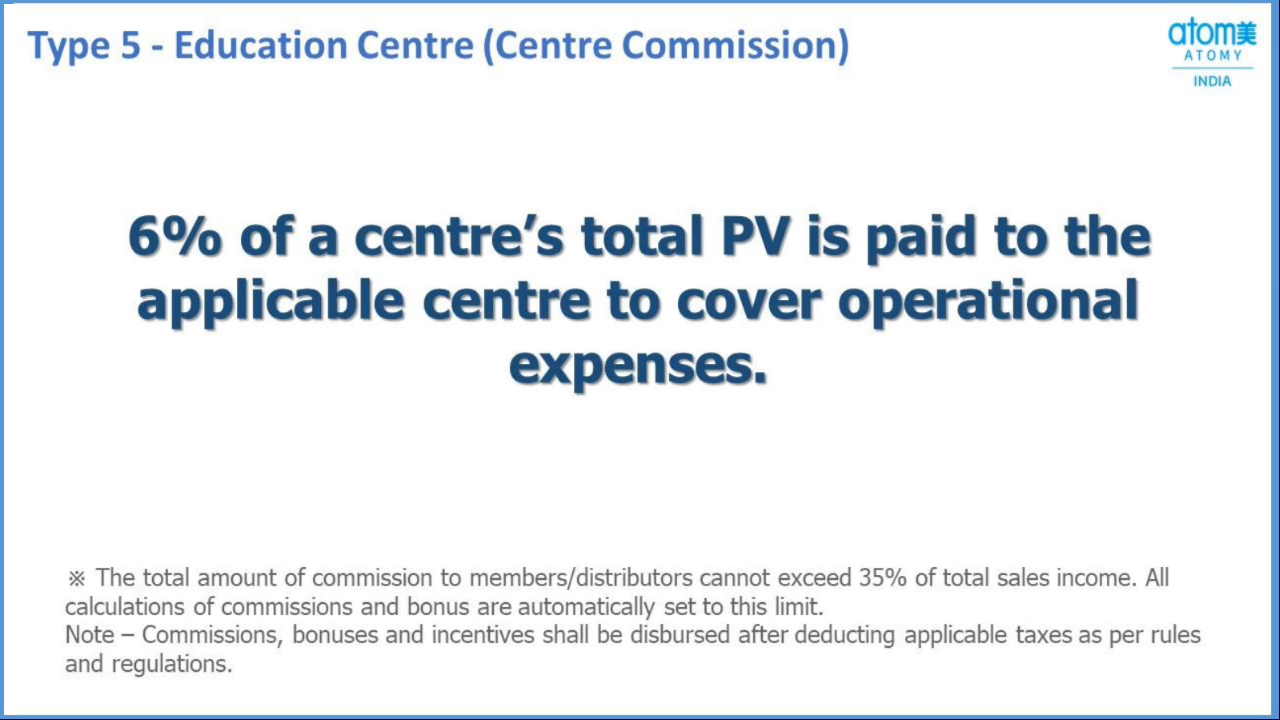 Type 5 - Education Centre (Centre Commission)
atom美
ATOMY
INDIA
6% of a centre’s total PV is paid to the
applicable centre to cover operational
expenses.
※ The total amount of commission to members/distributors cannot exceed 35% of total sales income. All
calculations of commissions and bonus are automatically set to this limit.
Note – Commissions, bonuses and incentives shall be disbursed after deducting applicable taxes as per rules
and regulations.